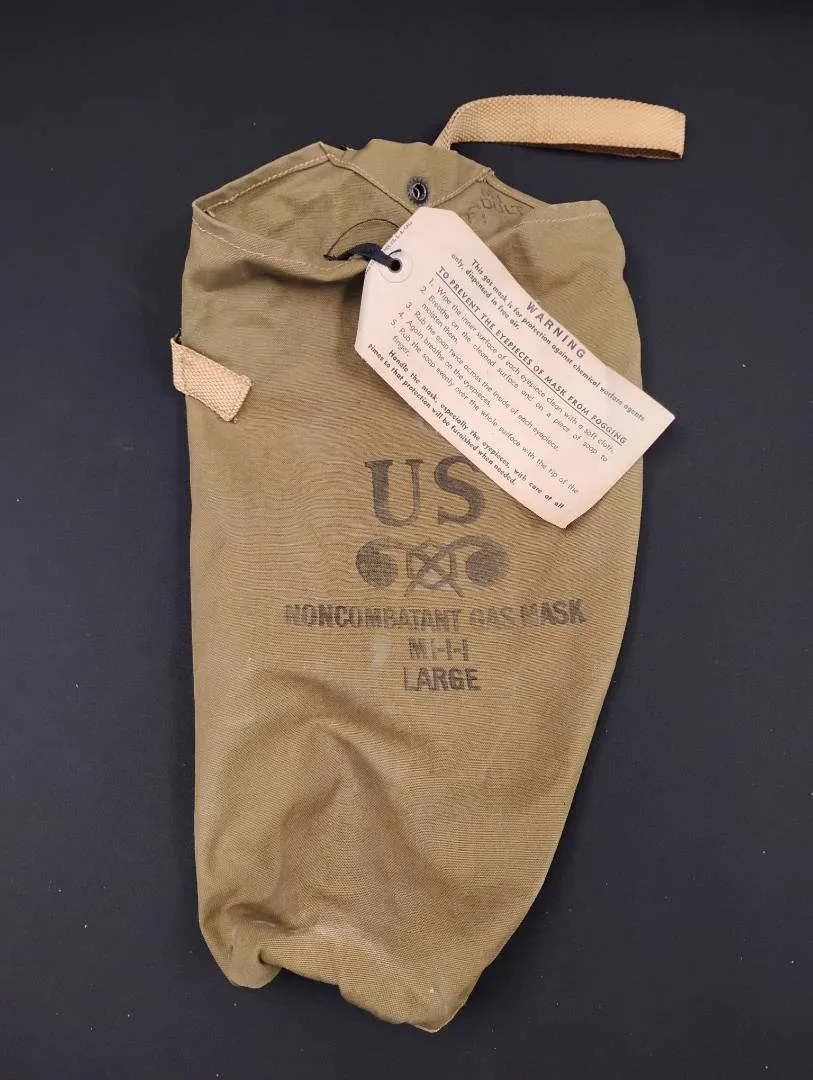 WARNING
This gas mask is for protection against chemical warfare agents
only, dispensed in free air.
TO PREVENT THE EYEPIECES OF MASK FROM FOGGING
1. Wipe the inner surface of each eyepiece clean with a soft cloth.
2. Breathe on the cleaned surface and on a piece of soap to
moisten them.
3. Rub the soap twice across the inside of each eyepiece.
4. Again breathe on the eyepieces.
5. Rub the soap evenly over the whole surface with the tip of the
finger.
Handle the mask, especially the eyepieces, with care at all
times so that protection will be furnished when needed.
US
NONCOMBATANT GAS MASK
M1-1-1
LARGE